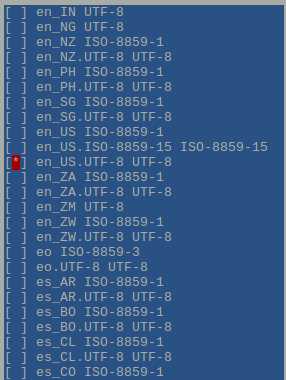 [ ] en_IN UTF-8
[ ] en_NG UTF-8
[ ] en_NZ ISO-8859-1
[ ] en_NZ.UTF-8 UTF-8
[ ] en_PH ISO-8859-1
[ ] en_PH.UTF-8 UTF-8
[ ] en_SG ISO-8859-1
[ ] en_SG.UTF-8 UTF-8
[ ] en_US ISO-8859-1
[ ] en_US.ISO-8859-15 ISO-8859-15
[*] en_US.UTF-8 UTF-8
[ ] en_ZA ISO-8859-1
[ ] en_ZA.UTF-8 UTF-8
[ ] en_ZM UTF-8
[ ] en_ZW ISO-8859-1
[ ] en_ZW.UTF-8 UTF-8
[ ] eo ISO-8859-3
[ ] eo.UTF-8 UTF-8
[ ] es_AR ISO-8859-1
[ ] es_AR.UTF-8 UTF-8
[ ] es_BO ISO-8859-1
[ ] es_BO.UTF-8 UTF-8
[ ] es_CL ISO-8859-1
[ ] es_CL.UTF-8 UTF-8
[ ] es_CO ISO-8859-1